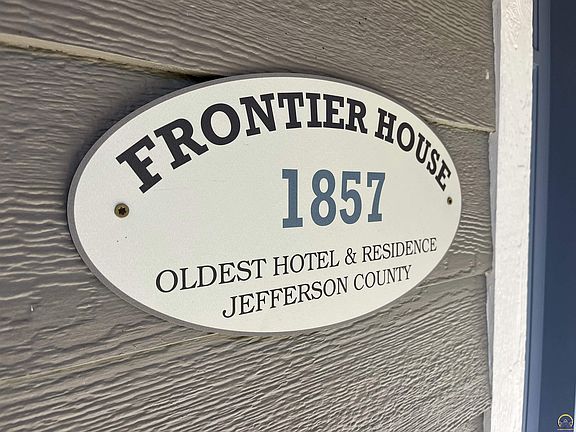 FRONTIER HOUSE
1857
OLDEST HOTEL & RESIDENCE
JEFFERSON COUNTY